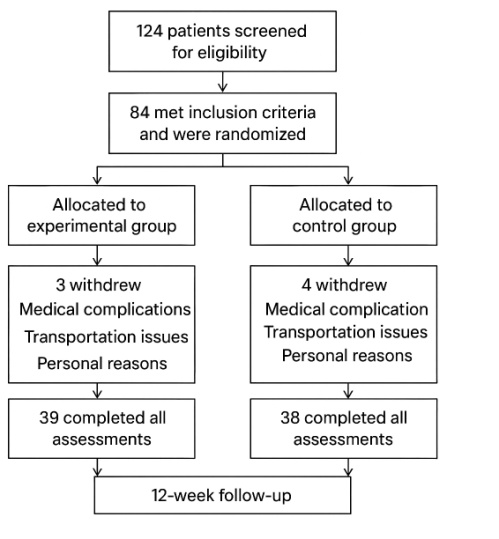 124 patients screened
for eligibility
84 met inclusion criteria
and were randomized
Allocated to
experimental group
Allocated to
control group
3 withdrew
Medical complications
Transportation issues
Personal reasons
4 withdrew
Medical complication
Transportation issues
Personal reasons
39 completed all
assessments
38 completed all
assessments
12-week follow-up